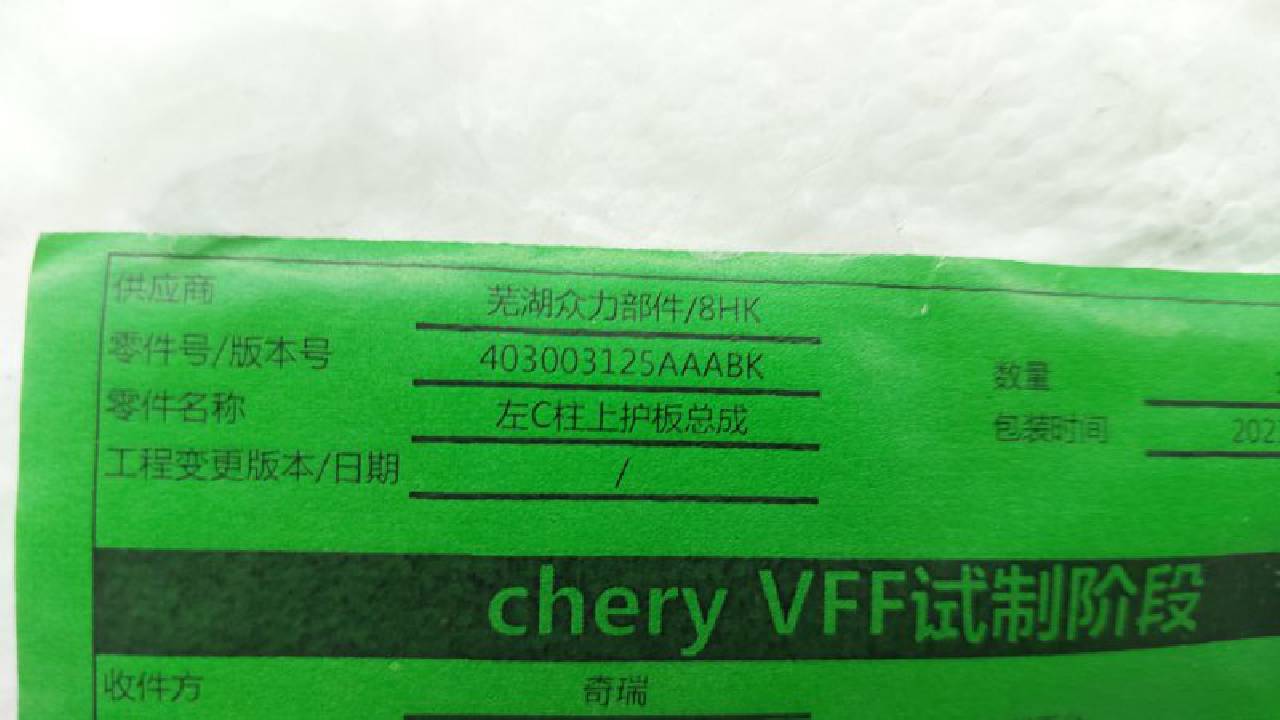 供应商 芜湖众力部件/8HK
零件号/版本号 403003125AAABK
数量
零件名称 左C柱上护板总成
包装时间 202
工程变更版本/日期 /
chery VFF试制阶段
收件方 奇瑞